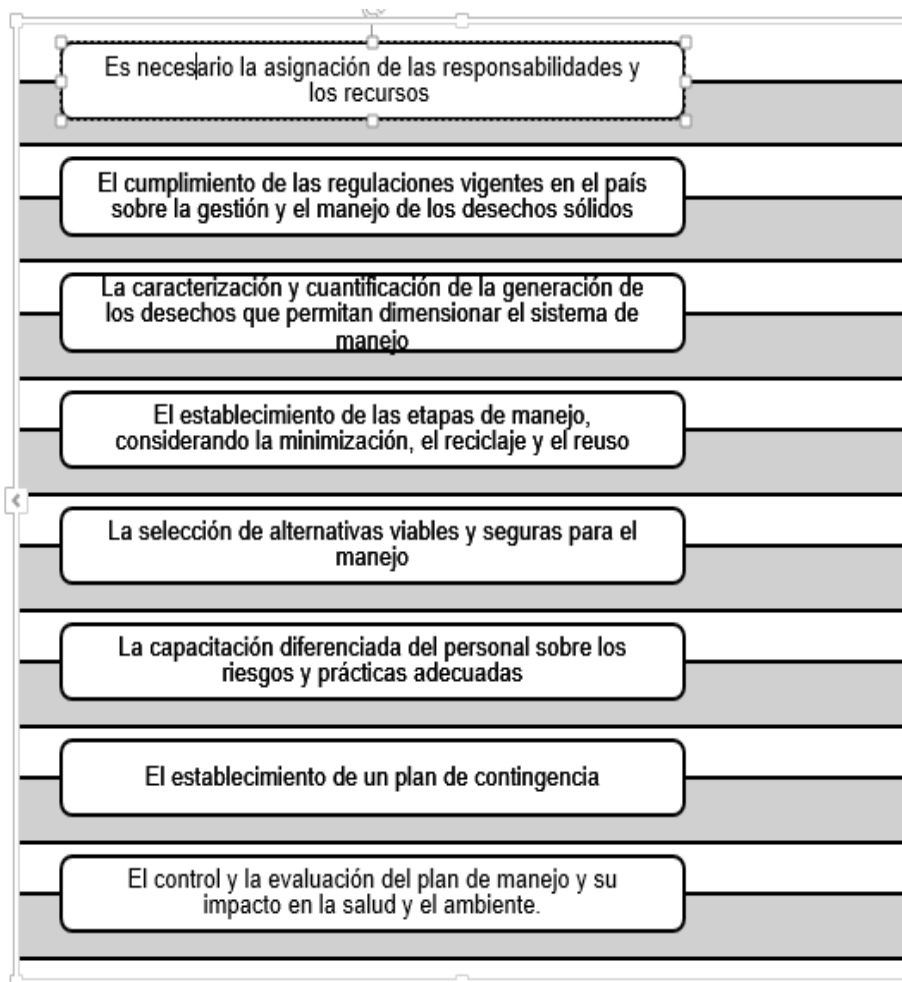 Es necesario la asignación de las responsabilidades y
los recursos
El cumplimiento de las regulaciones vigentes en el país
sobre la gestión y el manejo de los desechos sólidos
La caracterización y cuantificación de la generación de
los desechos que permitan dimensionar el sistema de
manejo
El establecimiento de las etapas de manejo,
considerando la minimización, el reciclaje y el reuso
La selección de alternativas viables y seguras para el
manejo
La capacitación diferenciada del personal sobre los
riesgos y prácticas adecuadas
El establecimiento de un plan de contingencia
El control y la evaluación del plan de manejo y su
impacto en la salud y el ambiente.